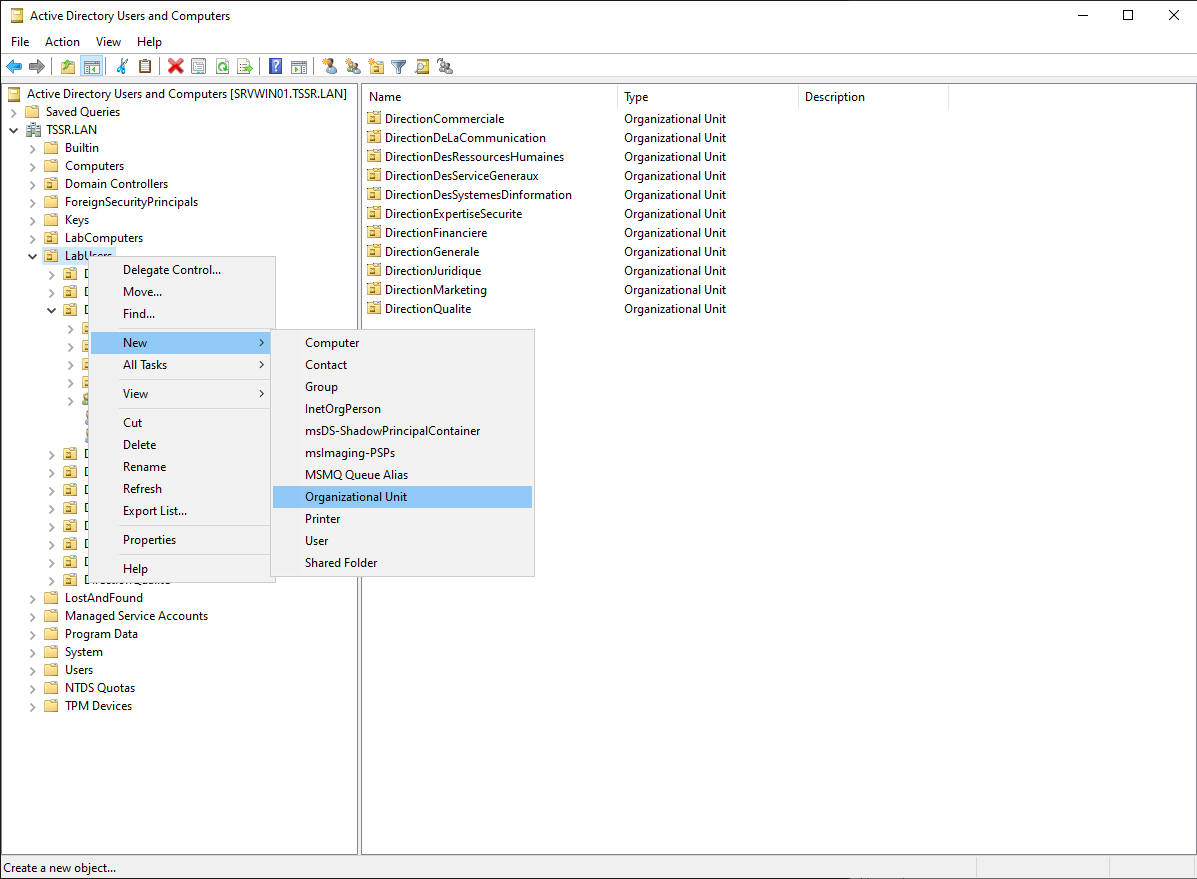 Active Directory Users and Computers
File Action View Help
Active Directory Users and Computers [SRVWIN01.TSSR.LAN]
Saved Queries
TSSR.LAN
Builtin
Computers
Domain Controllers
ForeignSecurityPrincipals
Keys
LabComputers
LabUsers
LostAndFound
Managed Service Accounts
Program Data
System
Users
NTDS Quotas
TPM Devices
Delegate Control...
Move...
Find...
New
All Tasks
View
Cut
Delete
Rename
Refresh
Export List...
Properties
Help
Computer
Contact
Group
InetOrgPerson
msDS-ShadowPrincipalContainer
msImaging-PSPs
MSMQ Queue Alias
Organizational Unit
Printer
User
Shared Folder
Name Type Description
DirectionCommerciale Organizational Unit
DirectionDeLaCommunication Organizational Unit
DirectionDesRessourcesHumaines Organizational Unit
DirectionDesServiceGeneraux Organizational Unit
DirectionDesSystemesDinformation Organizational Unit
DirectionExpertiseSecurite Organizational Unit
DirectionFinanciere Organizational Unit
DirectionGenerale Organizational Unit
DirectionJuridique Organizational Unit
DirectionMarketing Organizational Unit
DirectionQualite Organizational Unit
Create a new object...